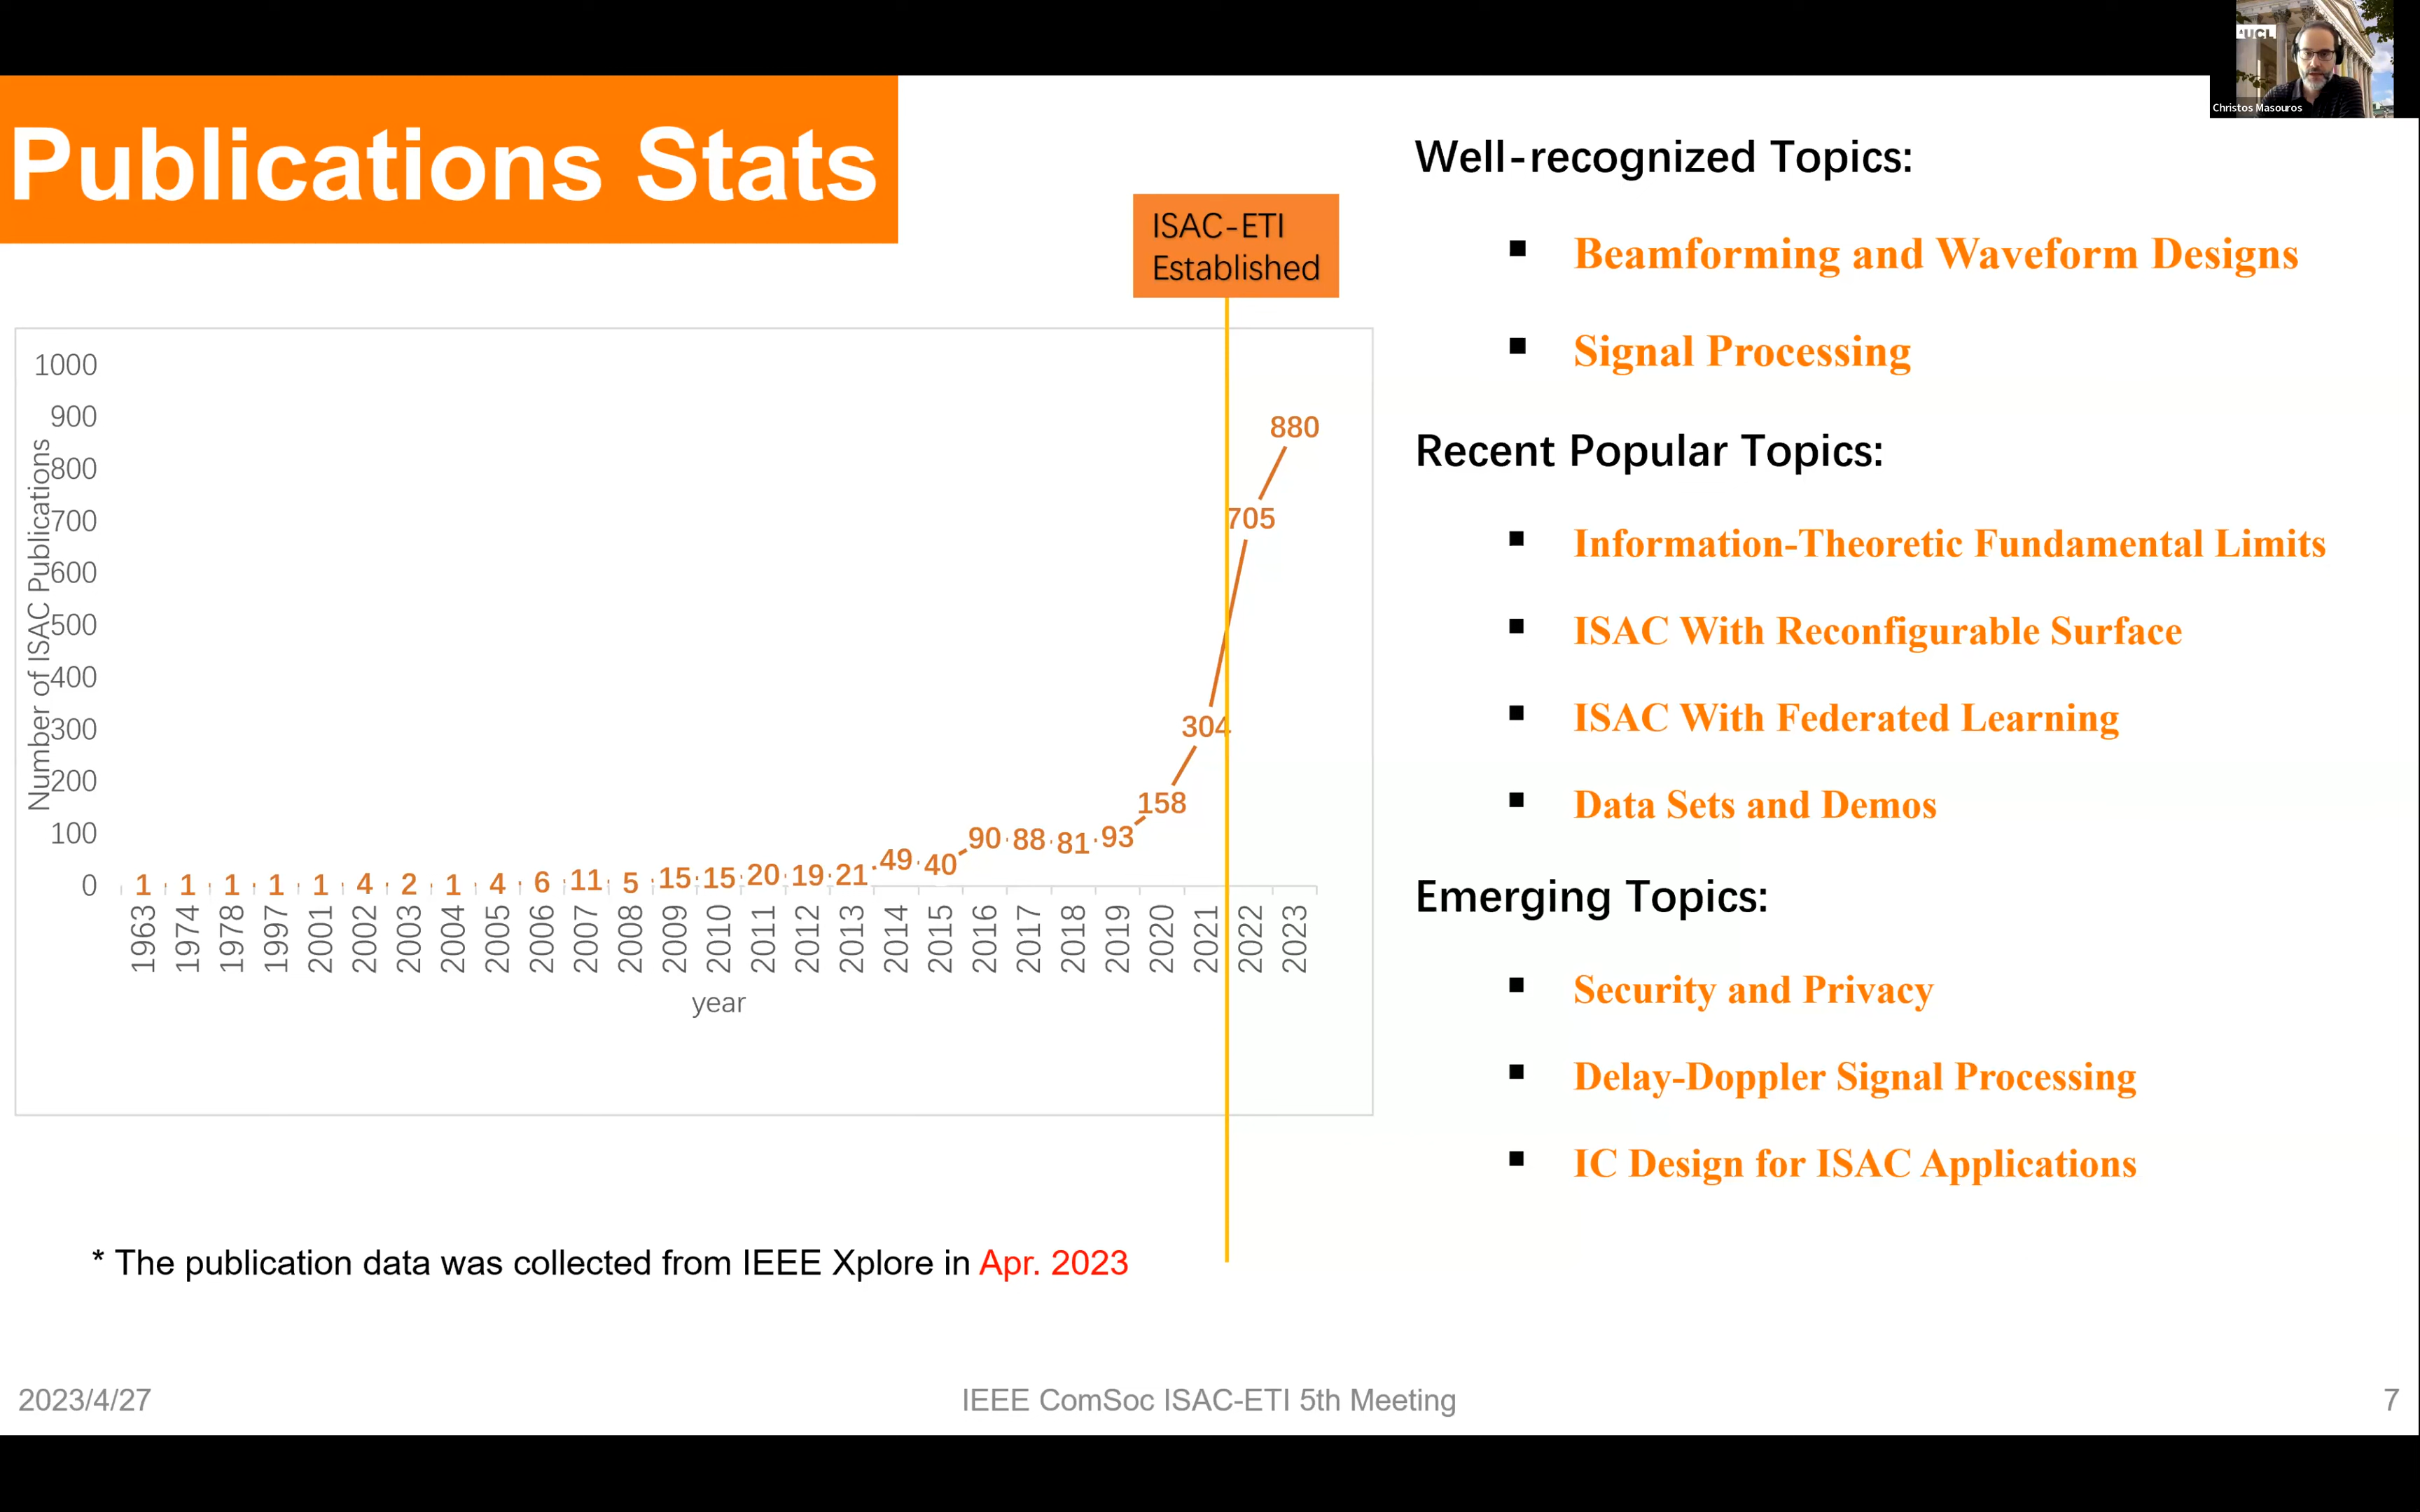 UCL
Christos Masouros
Publications Stats
ISAC-ETI
Established
Number of ISAC Publications
1000
900
800
700
600
500
400
300
200
100
0
1 1 1 1 1 4 2 1 4 6 11 5 15 15 20 19 21 49 40 90 88 81 93 158 304 705 880
1963 1974 1978 1997 2001 2002 2003 2004 2005 2006 2007 2008 2009 2010 2011 2012 2013 2014 2015 2016 2017 2018 2019 2020 2021 2022 2023
year
* The publication data was collected from IEEE Xplore in Apr. 2023
Well-recognized Topics:
▪ Beamforming and Waveform Designs
▪ Signal Processing
Recent Popular Topics:
▪ Information-Theoretic Fundamental Limits
▪ ISAC With Reconfigurable Surface
▪ ISAC With Federated Learning
▪ Data Sets and Demos
Emerging Topics:
▪ Security and Privacy
▪ Delay-Doppler Signal Processing
▪ IC Design for ISAC Applications
2023/4/27
IEEE ComSoc ISAC-ETI 5th Meeting
7